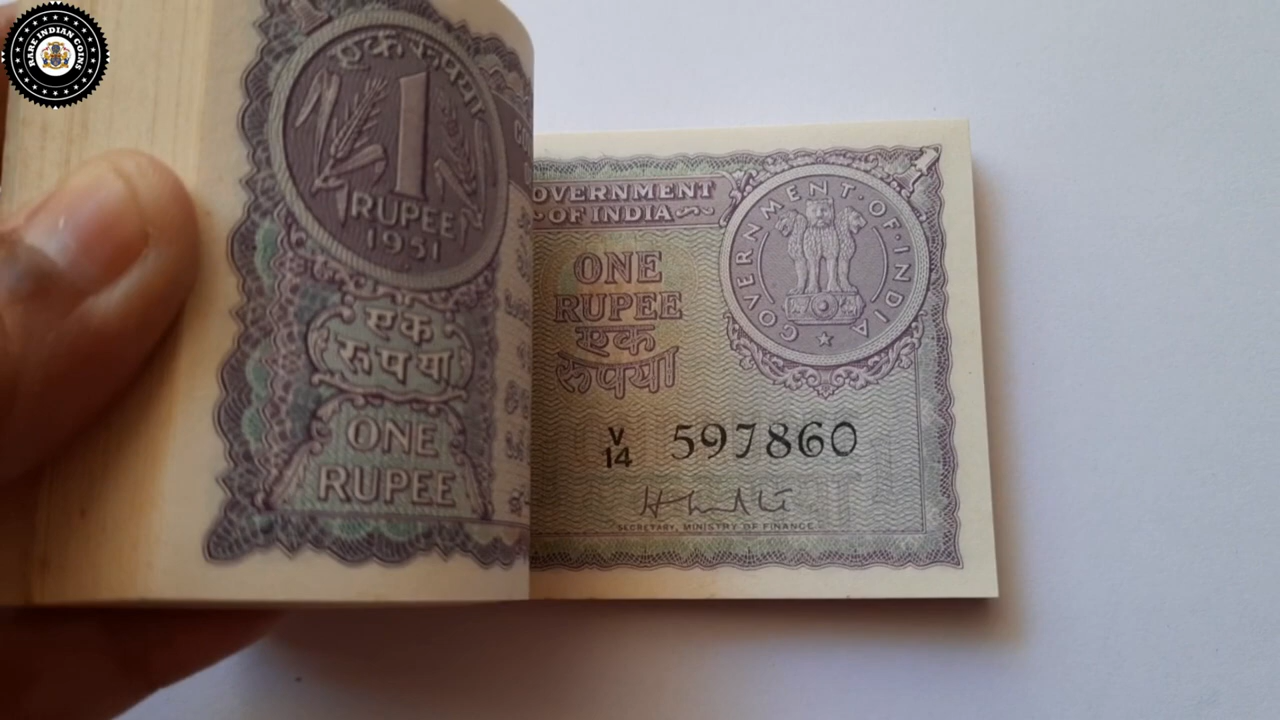 RARE INDIAN COINS
एक रुपया
1
RUPEE
1951
एक
रुपया
ONE
RUPEE
OVERNMENT
OF INDIA
ONE
RUPEE
एक
रुपया
GOVERNMENT OF INDIA
1
V
14
597860
SECRETARY, MINISTRY OF FINANCE